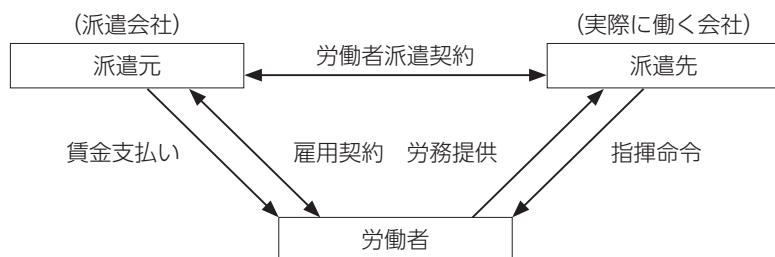 (派遣会社)
(実際に働く会社)
派遣元
労働者派遣契約
派遣先
賃金支払い
雇用契約
労務提供
指揮命令
労働者